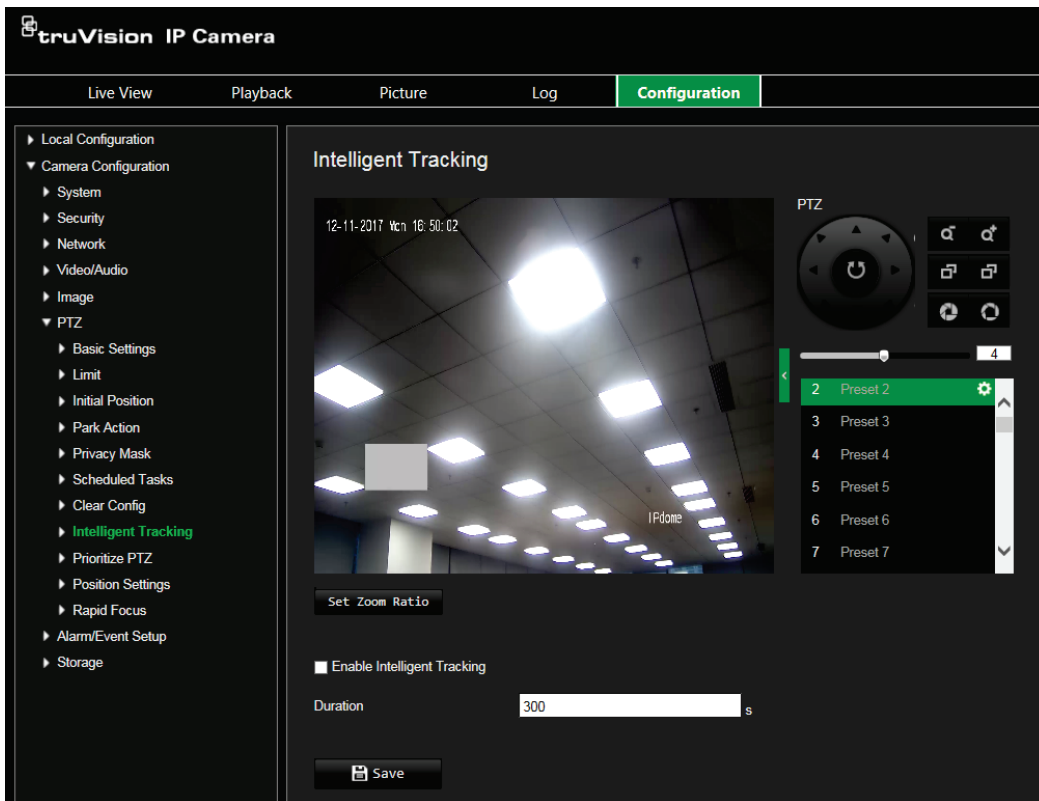 truVision IP Camera
Live View Playback Picture Log Configuration
Local Configuration
Camera Configuration
System
Security
Network
Video/Audio
Image
PTZ
Basic Settings
Limit
Initial Position
Park Action
Privacy Mask
Scheduled Tasks
Clear Config
Intelligent Tracking
Prioritize PTZ
Position Settings
Rapid Focus
Alarm/Event Setup
Storage
Intelligent Tracking
12-11-2017 Mon 16:50:02
IPdome
PTZ
4
2 Preset 2
3 Preset 3
4 Preset 4
5 Preset 5
6 Preset 6
7 Preset 7
Set Zoom Ratio
Enable Intelligent Tracking
Duration 300 s
Save